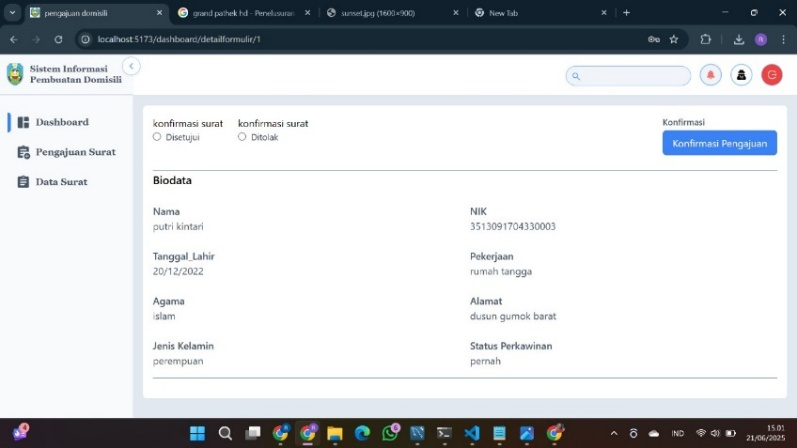 pengajuan domisili
grand pathek hd - Penelusuran
sunset.jpg (1600×900)
New Tab
localhost:5173/dashboard/detailformulir/1
Sistem Informasi
Pembuatan Domisili
G
Dashboard
Pengajuan Surat
Data Surat
konfirmasi surat
Disetujui
konfirmasi surat
Ditolak
Konfirmasi
Konfirmasi Pengajuan
Biodata
Nama
putri kintari
NIK
3513091704330003
Tanggal_Lahir
20/12/2022
Pekerjaan
rumah tangga
Agama
islam
Alamat
dusun gumok barat
Jenis Kelamin
perempuan
Status Perkawinan
pernah
IND
15.01
21/06/2025